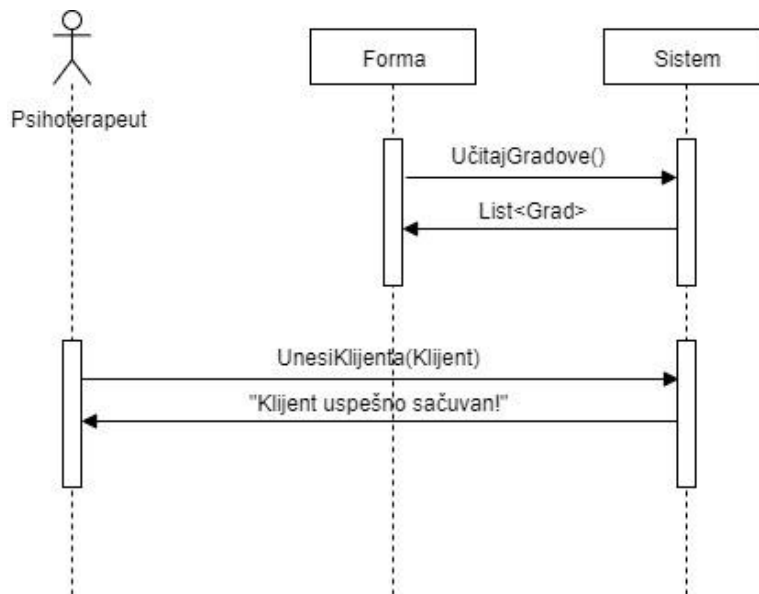 Forma
Sistem
Psihoterapeut
UčitajGradove()
List<Grad>
UnesiKlijenta(Klijent)
"Klijent uspešno sačuvan!"